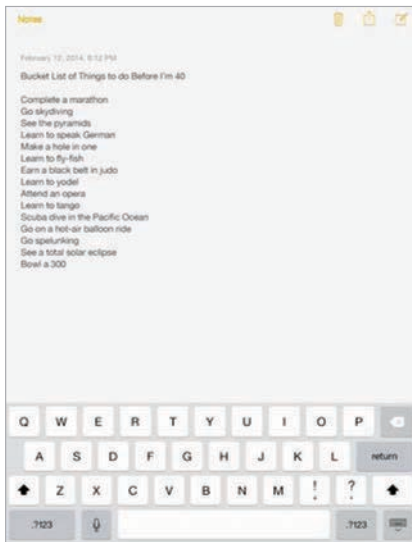 Notes
February 12, 2014, 8:12 PM
Bucket List of Things to do Before I'm 40
Complete a marathon
Go skydiving
See the pyramids
Learn to speak German
Make a hole in one
Learn to fly-fish
Earn a black belt in judo
Learn to yodel
Attend an opera
Learn to tango
Scuba dive in the Pacific Ocean
Go on a hot-air balloon ride
Go spelunking
See a total solar eclipse
Bowl a 300
Q W E R T Y U I O P
A S D F G H J K L return
Z X C V B N M ! , ? .
.?123 .?123